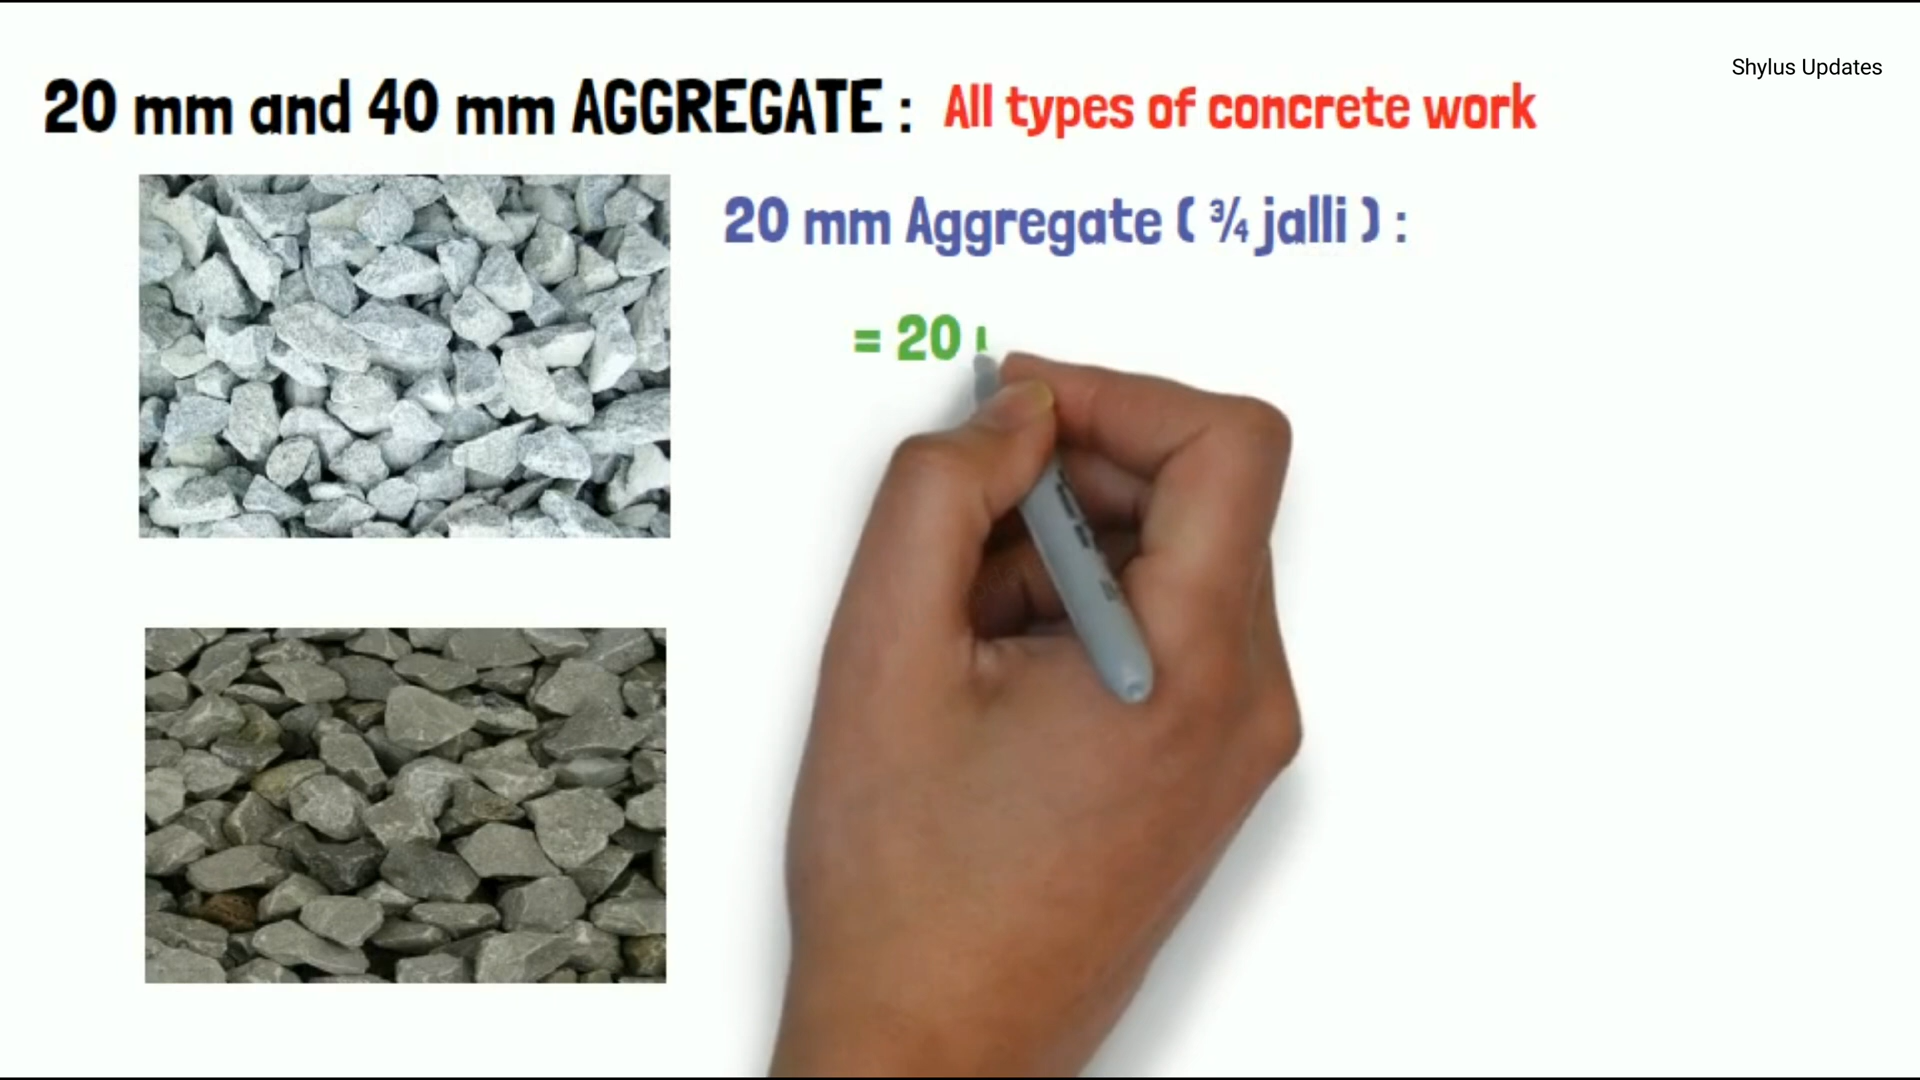 Shylus Updates
20 mm and 40 mm AGGREGATE : All types of concrete work
20 mm Aggregate ( ¾ jalli ) :
= 20